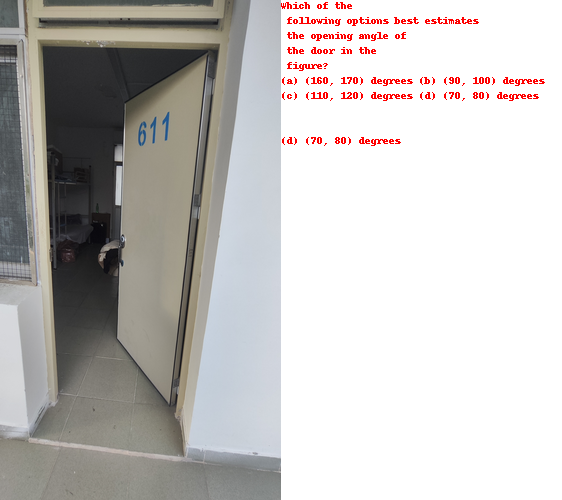 611
Which of the
following options best estimates
the opening angle of
the door in the
figure?
(a) (160, 170) degrees (b) (90, 100) degrees
(c) (110, 120) degrees (d) (70, 80) degrees
(d) (70, 80) degrees